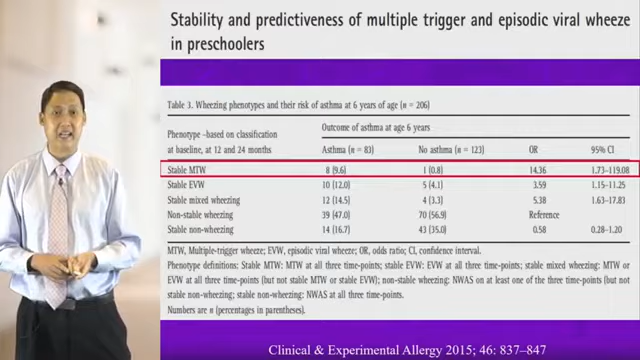 Stability and predictiveness of multiple trigger and episodic viral wheeze
in preschoolers
Table 3. Wheezing phenotypes and their risk of asthma at 6 years of age (n = 206)
Phenotype –based on classification
at baseline, at 12 and 24 months
Outcome of asthma at age 6 years
Asthma (n = 83) No asthma (n = 123) OR 95% CI
Stable MTW 8 (9.6) 1 (0.8) 14.36 1.73–119.08
Stable EVW 10 (12.0) 5 (4.1) 3.59 1.15–11.25
Stable mixed wheezing 12 (14.5) 4 (3.3) 5.38 1.63–17.83
Non-stable wheezing 39 (47.0) 70 (56.9) Reference
Stable non-wheezing 14 (16.7) 43 (35.0) 0.58 0.28–1.20
MTW, Multiple-trigger wheeze; EVW, episodic viral wheeze; OR, odds ratio; CI, confidence interval.
Phenotype definitions: Stable MTW: MTW at all three time-points; stable EVW: EVW at all three time-points; stable mixed wheezing: MTW or
EVW at all three time-points (but not stable MTW or stable EVW); non-stable wheezing: NWAS on at least one of the three time-points (but not
stable non-wheezing); stable non-wheezing: NWAS at all three time-points.
Numbers are n (percentages in parentheses).
Clinical & Experimental Allergy 2015; 46: 837–847